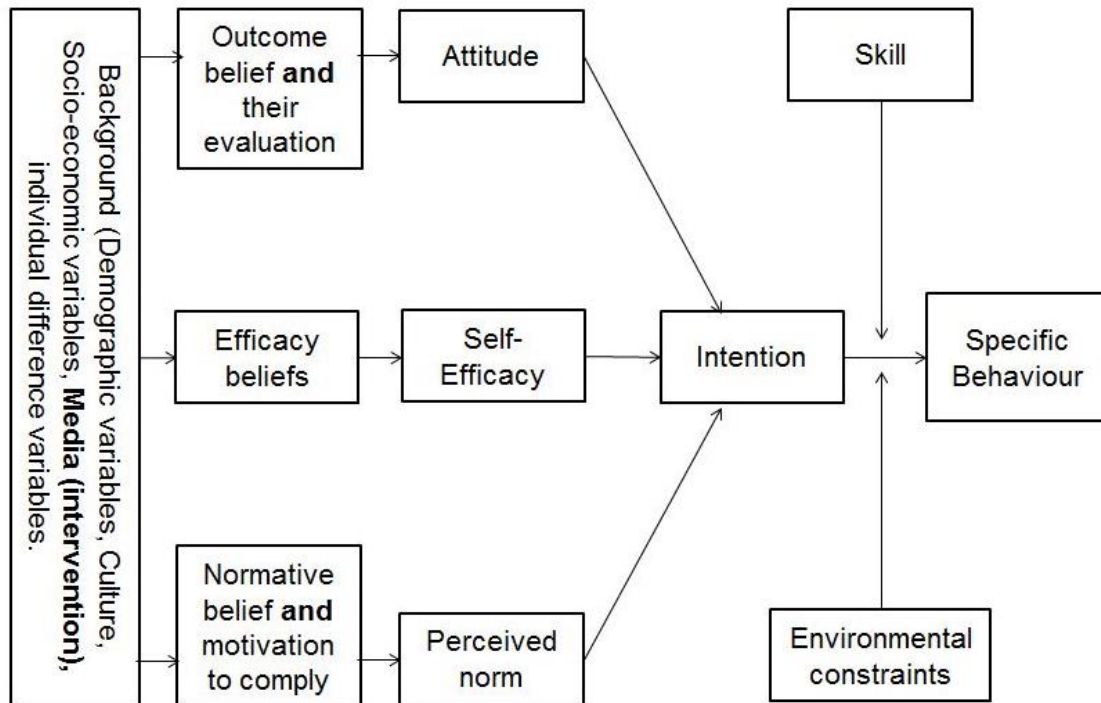 Background (Demographic variables, Culture,
Socio-economic variables, Media (intervention),
individual difference variables.
Outcome
belief and
their
evaluation
Attitude
Skill
Efficacy
beliefs
Self-
Efficacy
Intention
Specific
Behaviour
Normative
belief and
motivation
to comply
Perceived
norm
Environmental
constraints